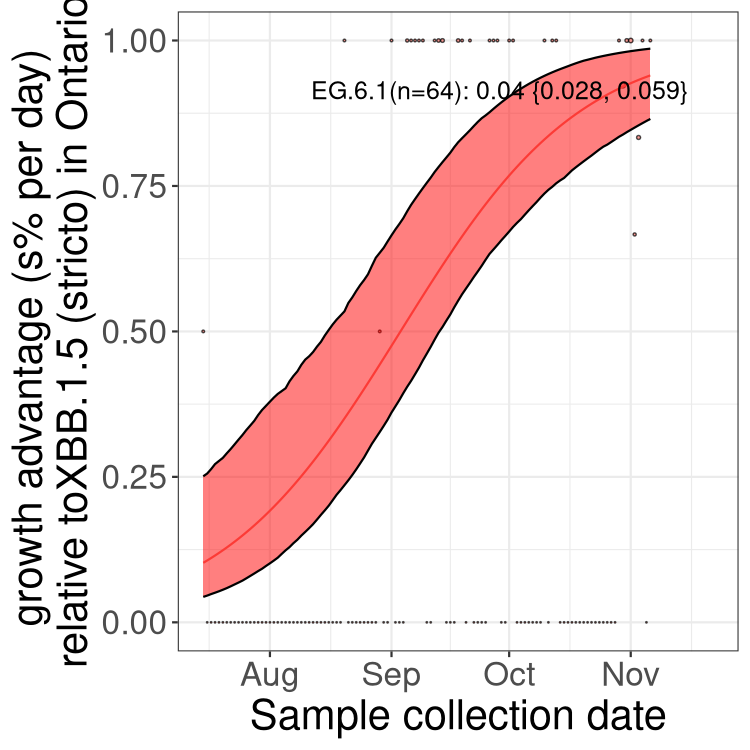 growth advantage (s% per day)
relative toXBB.1.5 (stricto) in Ontario
1.00
0.75
0.50
0.25
0.00
EG.6.1(n=64): 0.04 {0.028, 0.059}
Aug Sep Oct Nov
Sample collection date